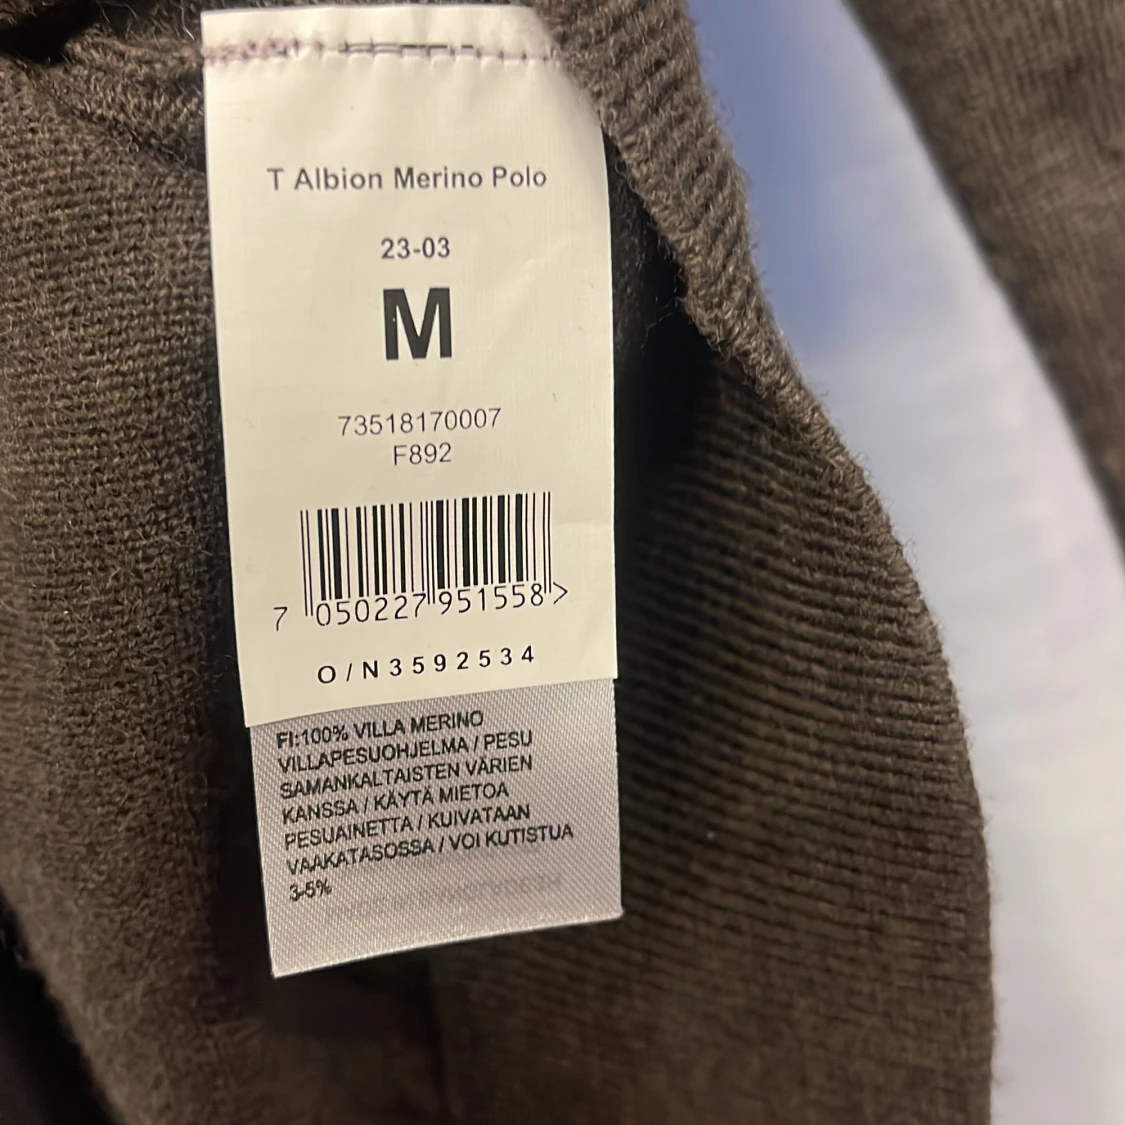 T Albion Merino Polo
23-03
M
73518170007
F892
7 050227 951558 >
O/N3592534
FI:100% VILLA MERINO
VILLAPESUOHJELMA / PESU
SAMANKALTAISTEN VÄRIEN
KANSSA / KÄYTÄ MIETOA
PESUAINETTA / KUIVATAAN
VAAKATASOSSA / VOI KUTISTUA
3-5%